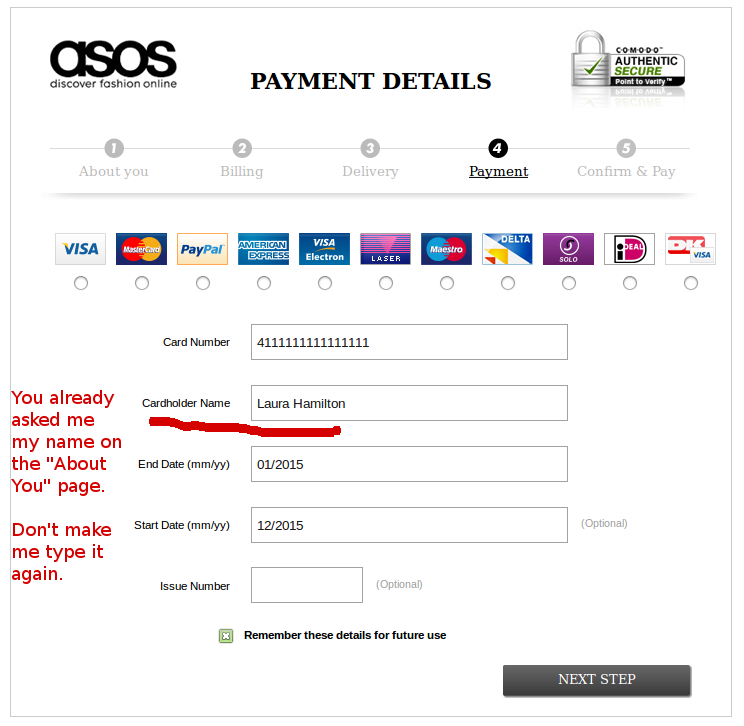 asos
discover fashion online
PAYMENT DETAILS
COMODO™
AUTHENTIC
SECURE
Point to Verify™
1 2 3 4 5
About you Billing Delivery Payment Confirm & Pay
VISA MasterCard PayPal AMERICAN EXPRESS VISA Electron LASER Maestro DELTA S SOLO iDEAL DK VISA
Card Number 4111111111111111
You already
asked me
my name on
the "About
You" page.
Don't make
me type it
again.
Cardholder Name Laura Hamilton
End Date (mm/yy) 01/2015
Start Date (mm/yy) 12/2015 (Optional)
Issue Number (Optional)
Remember these details for future use
NEXT STEP